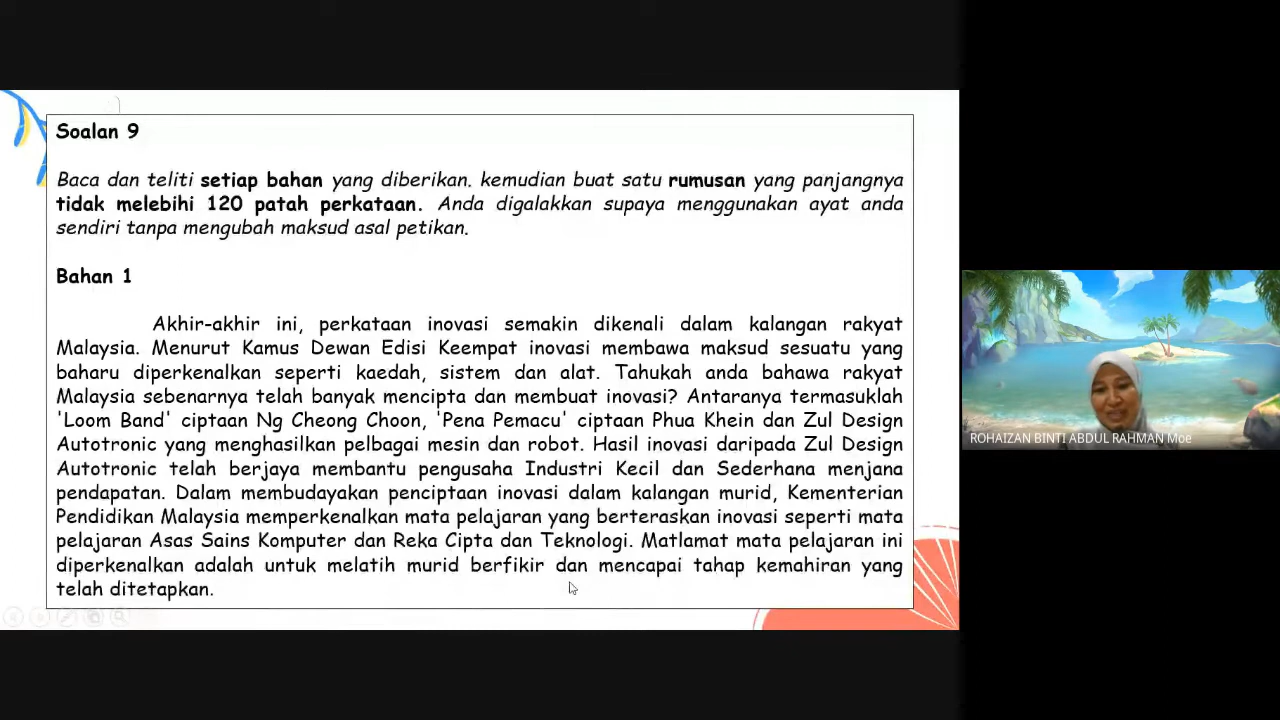 Soalan 9
Baca dan teliti setiap bahan yang diberikan. kemudian buat satu rumusan yang panjangnya
tidak melebihi 120 patah perkataan. Anda digalakkan supaya menggunakan ayat anda
sendiri tanpa mengubah maksud asal petikan.
Bahan 1
Akhir-akhir ini, perkataan inovasi semakin dikenali dalam kalangan rakyat
Malaysia. Menurut Kamus Dewan Edisi Keempat inovasi membawa maksud sesuatu yang
baharu diperkenalkan seperti kaedah, sistem dan alat. Tahukah anda bahawa rakyat
Malaysia sebenarnya telah banyak mencipta dan membuat inovasi? Antaranya termasuklah
'Loom Band' ciptaan Ng Cheong Choon, 'Pena Pemacu' ciptaan Phua Khein dan Zul Design
Autotronic yang menghasilkan pelbagai mesin dan robot. Hasil inovasi daripada Zul Design
Autotronic telah berjaya membantu pengusaha Industri Kecil dan Sederhana menjana
pendapatan. Dalam membudayakan penciptaan inovasi dalam kalangan murid, Kementerian
Pendidikan Malaysia memperkenalkan mata pelajaran yang berteraskan inovasi seperti mata
pelajaran Asas Sains Komputer dan Reka Cipta dan Teknologi. Matlamat mata pelajaran ini
diperkenalkan adalah untuk melatih murid berfikir dan mencapai tahap kemahiran yang
telah ditetapkan.
ROHAIZAN BINTI ABDUL RAHMAN Moe